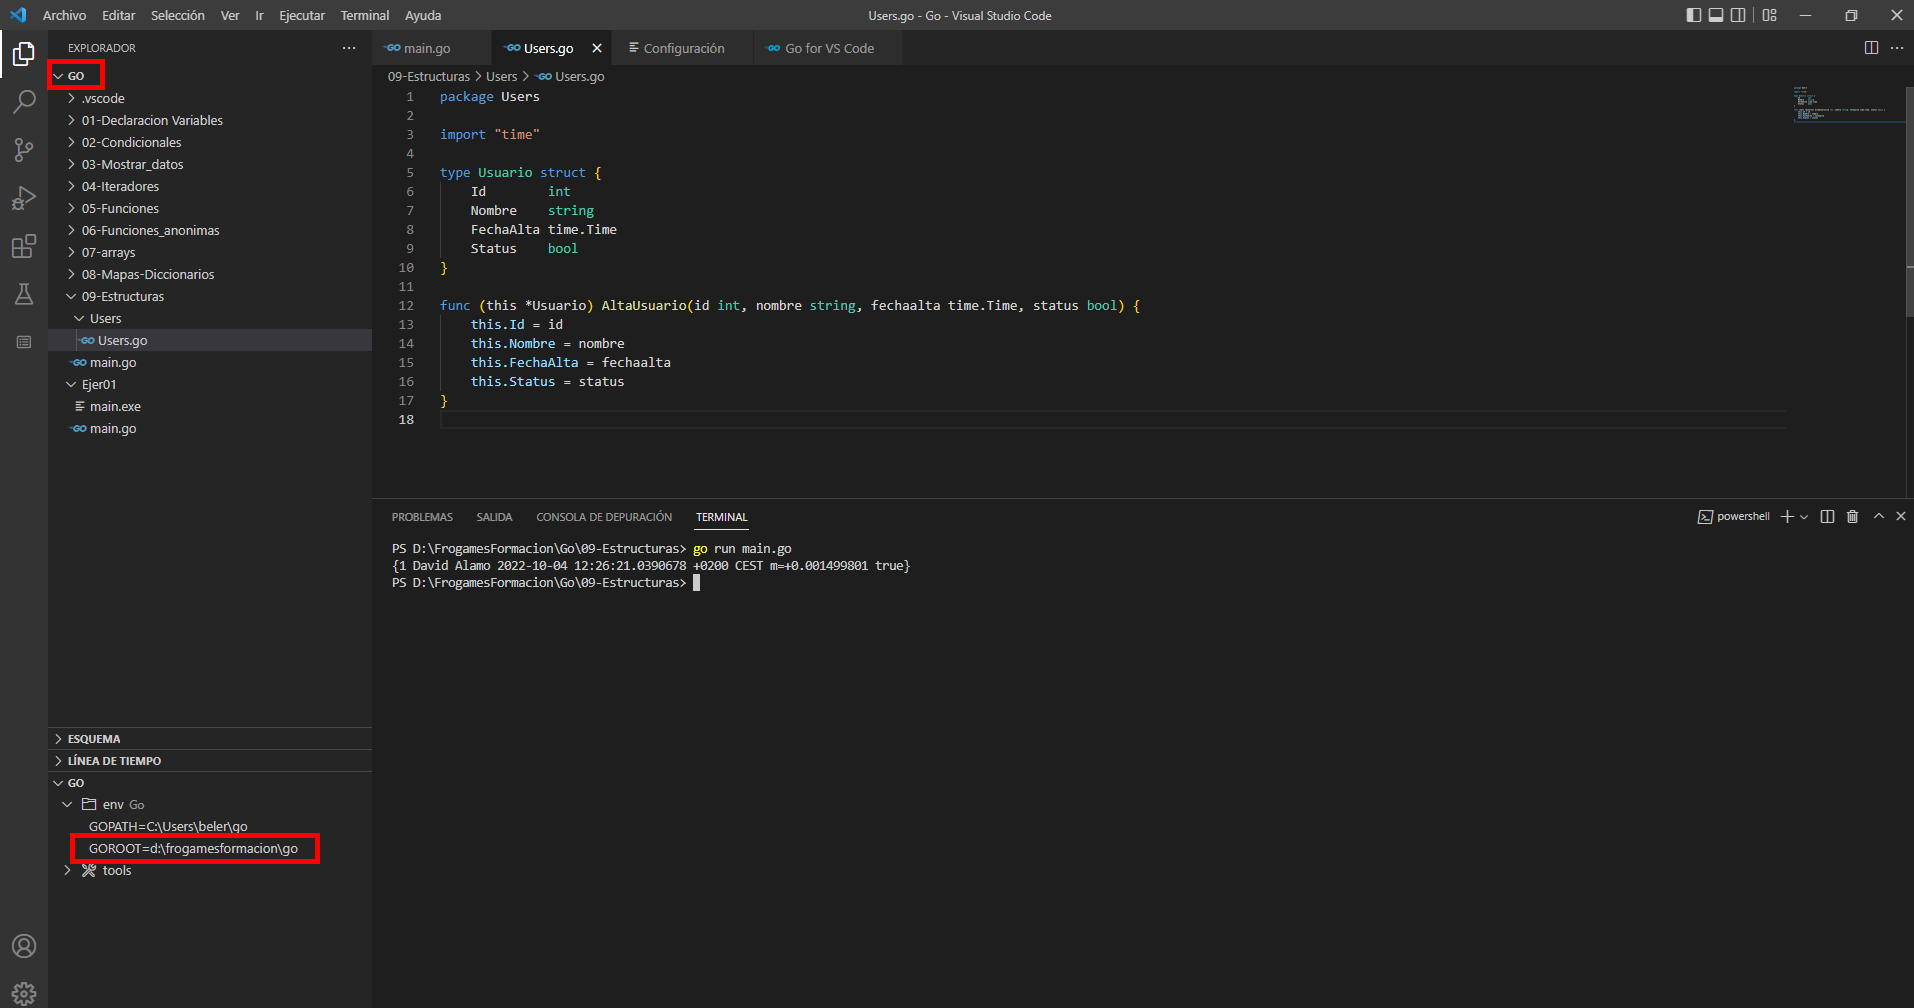 Archivo Editar Selección Ver Ir Ejecutar Terminal Ayuda
Users.go - Go - Visual Studio Code
EXPLORADOR
GO
.vscode
01-Declaracion Variables
02-Condicionales
03-Mostrar_datos
04-Iteradores
05-Funciones
06-Funciones_anonimas
07-arrays
08-Mapas-Diccionarios
09-Estructuras
Users
GO Users.go
GO main.go
Ejer01
main.exe
GO main.go
ESQUEMA
LÍNEA DE TIEMPO
GO
env Go
GOPATH=C:\Users\beler\go
GOROOT=d:\frogamesformacion\go
tools
GO main.go
GO Users.go
Configuración
GO Go for VS Code
09-Estructuras > Users > GO Users.go
1 package Users
2
3 import "time"
4
5 type Usuario struct {
6 Id int
7 Nombre string
8 FechaAlta time.Time
9 Status bool
10 }
11
12 func (this *Usuario) AltaUsuario(id int, nombre string, fechaalta time.Time, status bool) {
13 this.Id = id
14 this.Nombre = nombre
15 this.FechaAlta = fechaalta
16 this.Status = status
17 }
18
PROBLEMAS SALIDA CONSOLA DE DEPURACIÓN TERMINAL
powershell
PS D:\FrogamesFormacion\Go\09-Estructuras> go run main.go
{1 David Alamo 2022-10-04 12:26:21.0390678 +0200 CEST m=+0.001499801 true}
PS D:\FrogamesFormacion\Go\09-Estructuras>